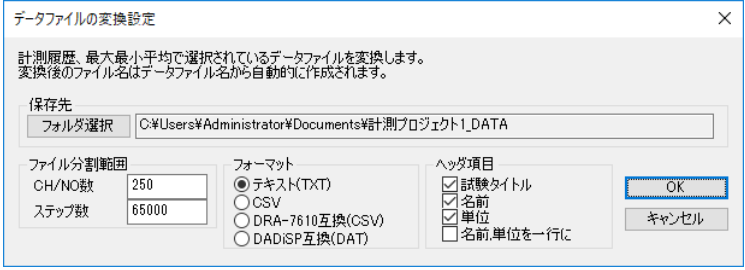 データファイルの変換設定
計測履歴、最大最小平均で選択されているデータファイルを変換します。
変換後のファイル名はデータファイル名から自動的に作成されます。
保存先
フォルダ選択 C:¥Users¥Administrator¥Documents¥計測プロジェクト1_DATA
ファイル分割範囲
CH/NO数 250
ステップ数 65000
フォーマット
テキスト(TXT)
CSV
DRA-7610互換(CSV)
DADiSP互換(DAT)
ヘッダ項目
試験タイトル
名前
単位
名前,単位を一行に
OK
キャンセル